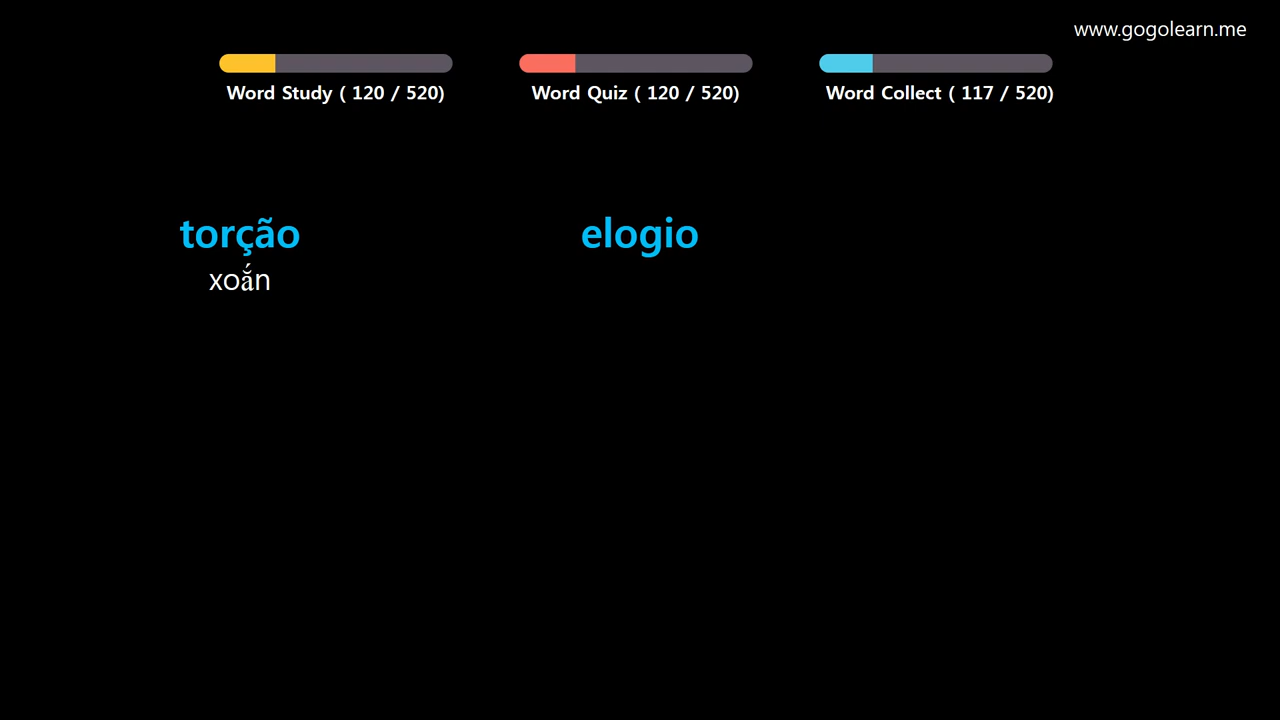 www.gogolearn.me
Word Study ( 120 / 520)
Word Quiz ( 120 / 520)
Word Collect ( 117 / 520)
torção
xoắn
elogio